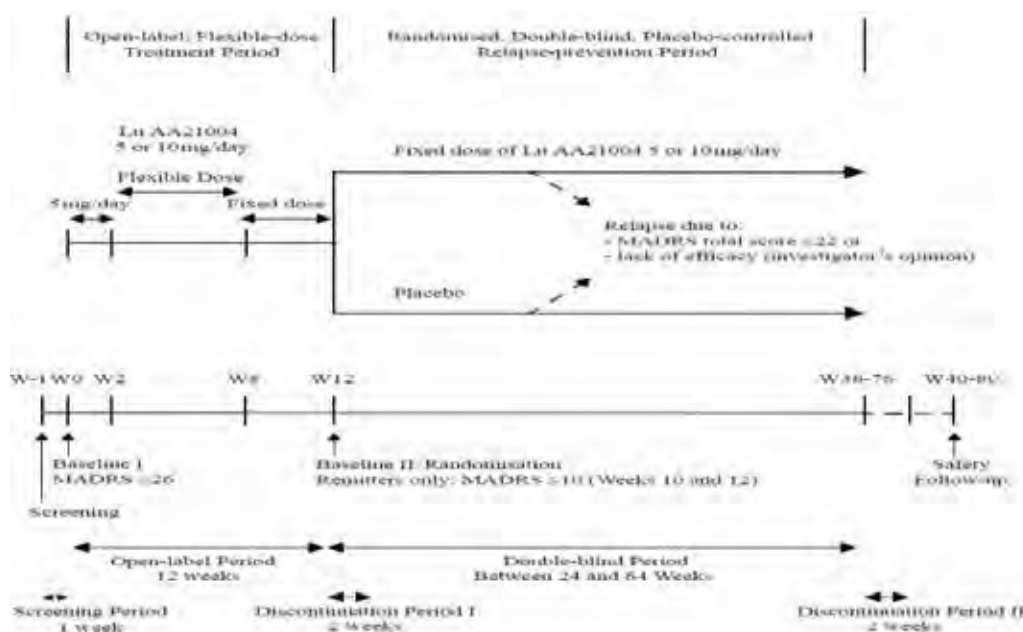 Open-label, Flexible-dose
Treatment Period
Randomised, Double-blind, Placebo-controlled
Relapse-prevention Period
Lu AA21004
5 or 10mg/day
Flexible Dose
5mg/day
Fixed dose
Fixed dose of Lu AA21004 5 or 10mg/day
Relapse due to:
- MADRS total score 22 or
- lack of efficacy (investigator's opinion)
Placebo
W-1 W0 W2 W8 W12
Baseline I
MADRS 26
Screening
Baseline II/Randomisation
Remitters only: MADRS 10 (Weeks 10 and 12)
Safety
Follow-up
Open-label Period
12 weeks
Double-blind Period
Between 24 and 64 Weeks
Screening Period
1 week
Discontinuation Period I
2 weeks
Discontinuation Period II
2 weeks